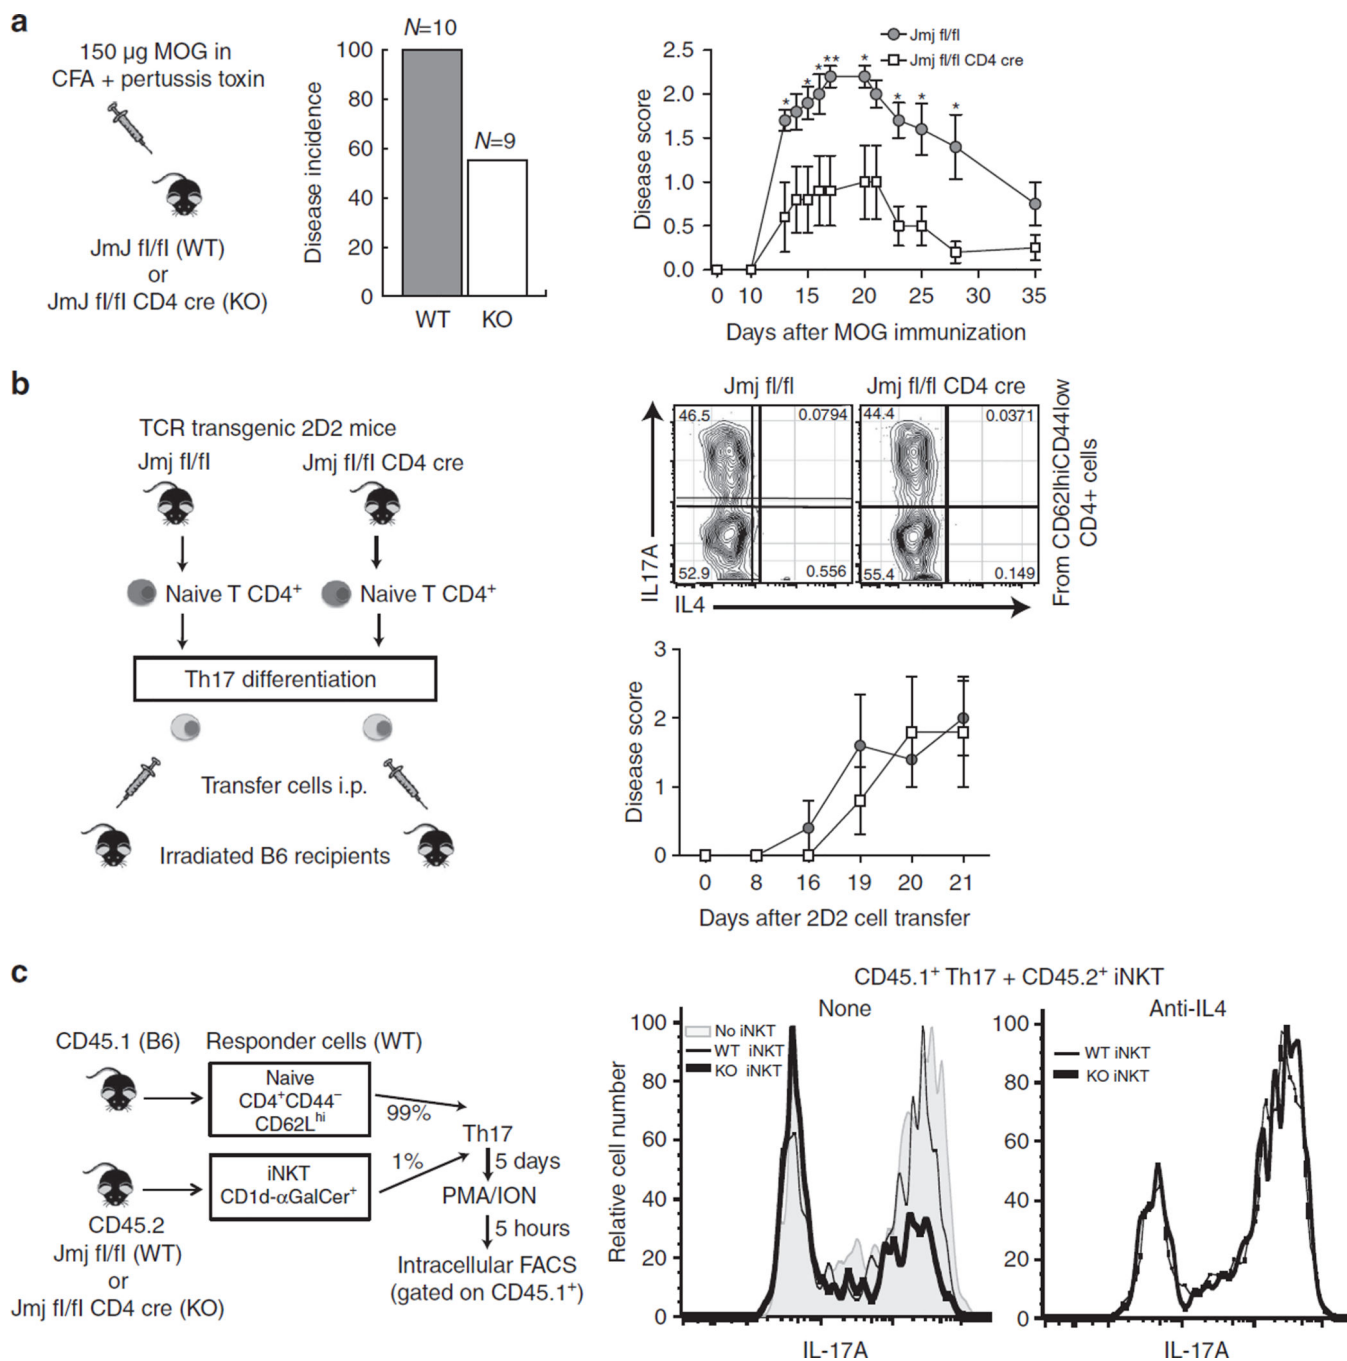 a
150 µg MOG in
CFA + pertussis toxin
JmJ fl/fl (WT)
or
JmJ fl/fl CD4 cre (KO)
Disease incidence
100
80
60
40
20
0
N=10
N=9
WT KO
Jmj fl/fl
Jmj fl/fl CD4 cre
Disease score
2.5
2.0
1.5
1.0
0.5
0.0
* * * ** * * * *
0 10 15 20 25 30 35
Days after MOG immunization
b
TCR transgenic 2D2 mice
Jmj fl/fl Jmj fl/fl CD4 cre
Naive T CD4+ Naive T CD4+
Th17 differentiation
Transfer cells i.p.
Irradiated B6 recipients
Jmj fl/fl Jmj fl/fl CD4 cre
46.5 0.0794 44.4 0.0371
52.9 0.556 55.4 0.149
IL17A
IL4
From CD62lhiCD44low
CD4+ cells
Disease score
3
2
1
0
0 8 16 19 20 21
Days after 2D2 cell transfer
c
CD45.1 (B6) Responder cells (WT)
Naive
CD4+CD44−
CD62Lhi
99%
iNKT
CD1d-αGalCer+
1%
Th17
5 days
PMA/ION
5 hours
Intracellular FACS
(gated on CD45.1+)
CD45.2
Jmj fl/fl (WT)
or
Jmj fl/fl CD4 cre (KO)
CD45.1+ Th17 + CD45.2+ iNKT
None Anti-IL4
No iNKT
WT iNKT
KO iNKT
Relative cell number
100
80
60
40
20
0
IL-17A
WT iNKT
KO iNKT
100
80
60
40
20
0
IL-17A